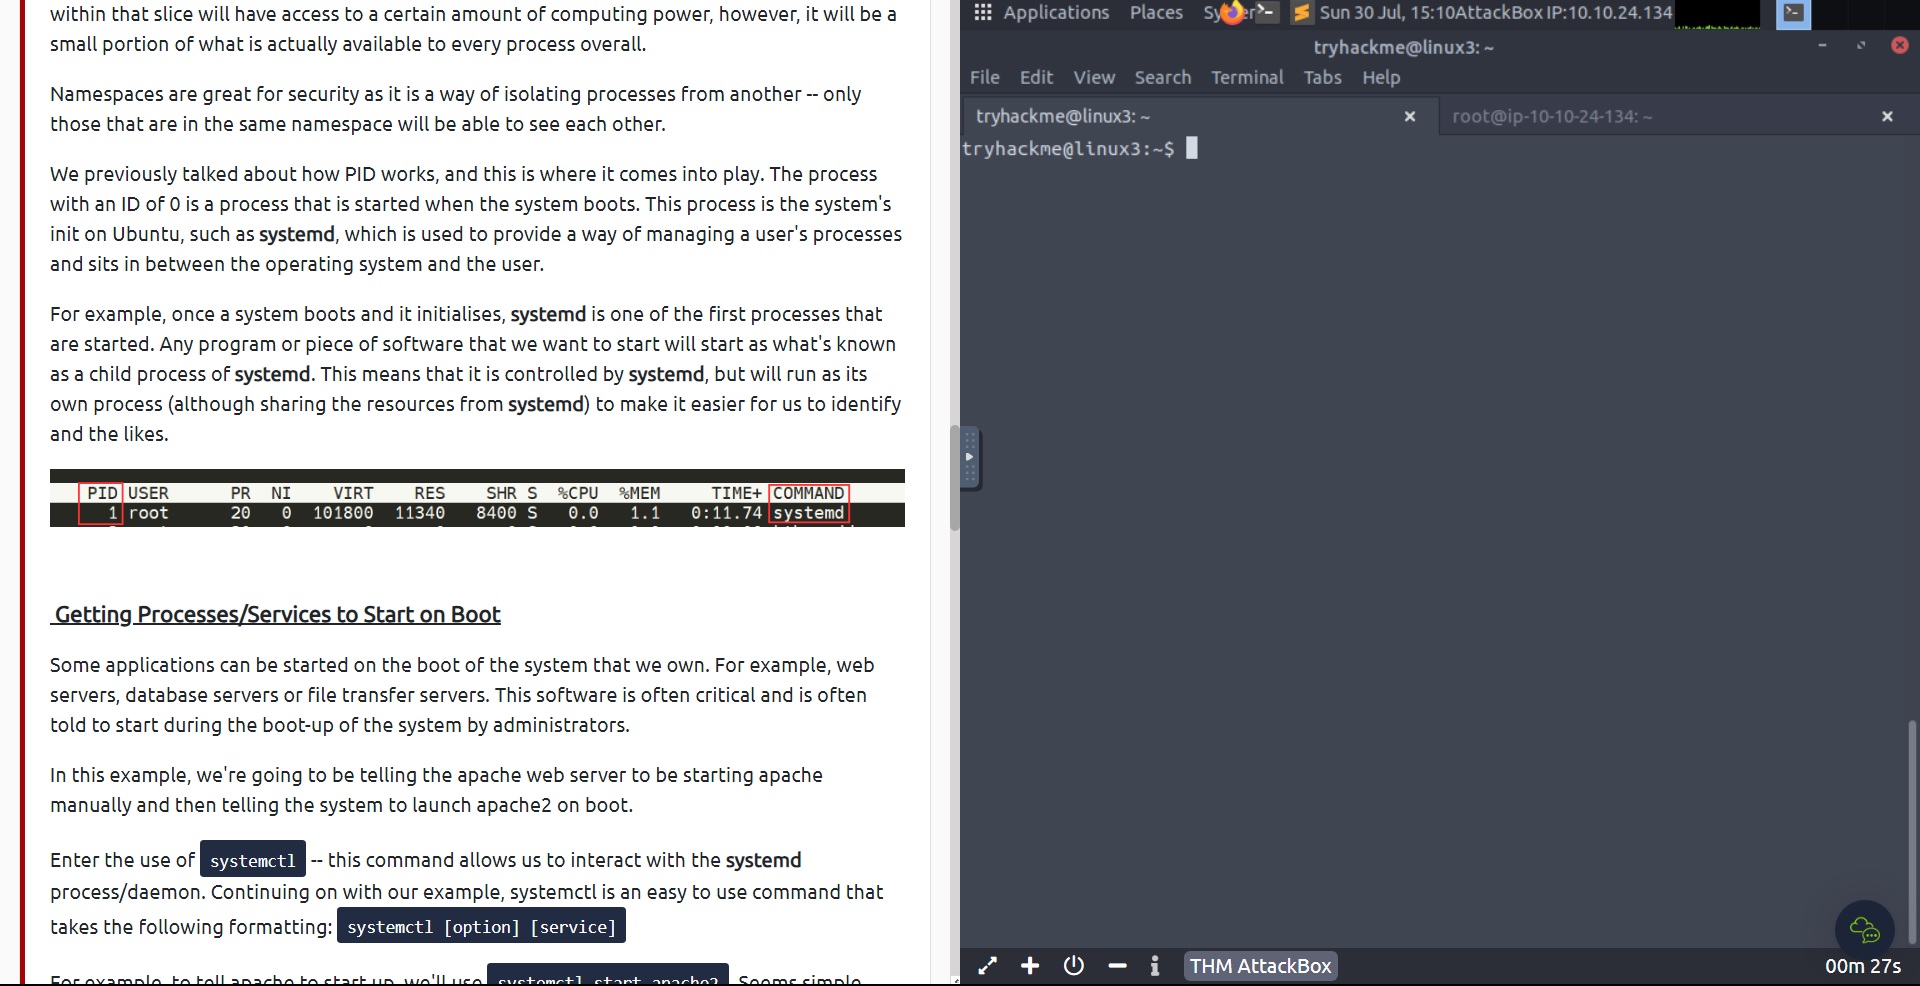 within that slice will have access to a certain amount of computing power, however, it will be a
small portion of what is actually available to every process overall.
Namespaces are great for security as it is a way of isolating processes from another -- only
those that are in the same namespace will be able to see each other.
We previously talked about how PID works, and this is where it comes into play. The process
with an ID of 0 is a process that is started when the system boots. This process is the system's
init on Ubuntu, such as systemd, which is used to provide a way of managing a user's processes
and sits in between the operating system and the user.
For example, once a system boots and it initialises, systemd is one of the first processes that
are started. Any program or piece of software that we want to start will start as what's known
as a child process of systemd. This means that it is controlled by systemd, but will run as its
own process (although sharing the resources from systemd) to make it easier for us to identify
and the likes.
PID USER PR NI VIRT RES SHR S %CPU %MEM TIME+ COMMAND
1 root 20 0 101800 11340 8400 S 0.0 1.1 0:11.74 systemd
Getting Processes/Services to Start on Boot
Some applications can be started on the boot of the system that we own. For example, web
servers, database servers or file transfer servers. This software is often critical and is often
told to start during the boot-up of the system by administrators.
In this example, we're going to be telling the apache web server to be starting apache
manually and then telling the system to launch apache2 on boot.
Enter the use of systemctl -- this command allows us to interact with the systemd
process/daemon. Continuing on with our example, systemctl is an easy to use command that
takes the following formatting: systemctl [option] [service]
For example, to tell apache to start up, we'll use systemctl start apache2. Seems simple
Applications Places Sun 30 Jul, 15:10 AttackBox IP:10.10.24.134
tryhackme@linux3: ~
File Edit View Search Terminal Tabs Help
tryhackme@linux3: ~ root@ip-10-10-24-134: ~
tryhackme@linux3:~$
THM AttackBox 00m 27s